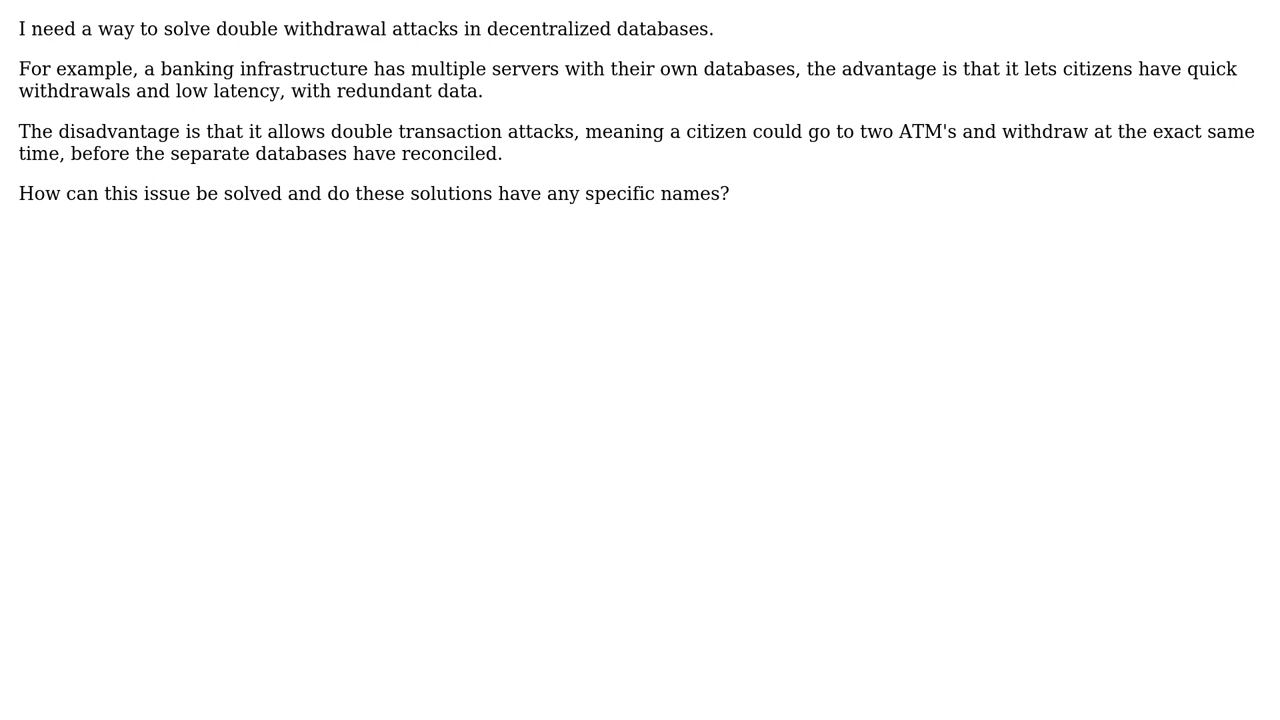 I need a way to solve double withdrawal attacks in decentralized databases.
For example, a banking infrastructure has multiple servers with their own databases, the advantage is that it lets citizens have quick
withdrawals and low latency, with redundant data.
The disadvantage is that it allows double transaction attacks, meaning a citizen could go to two ATM's and withdraw at the exact same
time, before the separate databases have reconciled.
How can this issue be solved and do these solutions have any specific names?